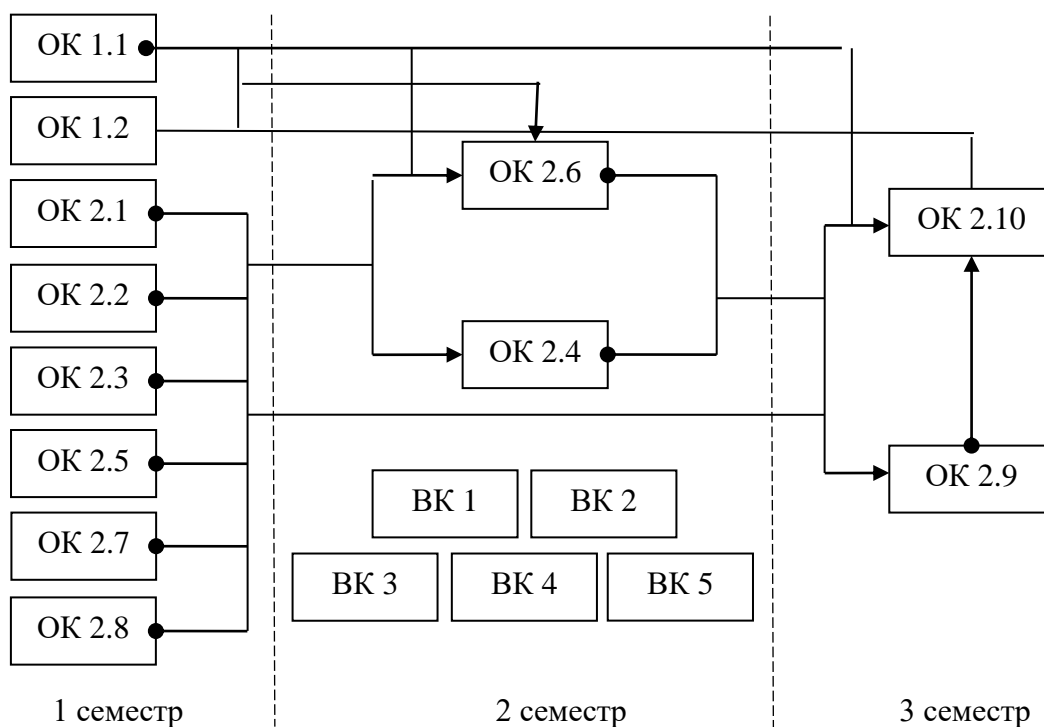 ОК 1.1
ОК 1.2
ОК 2.1
ОК 2.2
ОК 2.3
ОК 2.5
ОК 2.7
ОК 2.8
1 семестр
ОК 2.6
ОК 2.4
ВК 1 ВК 2
ВК 3 ВК 4 ВК 5
2 семестр
ОК 2.10
ОК 2.9
3 семестр